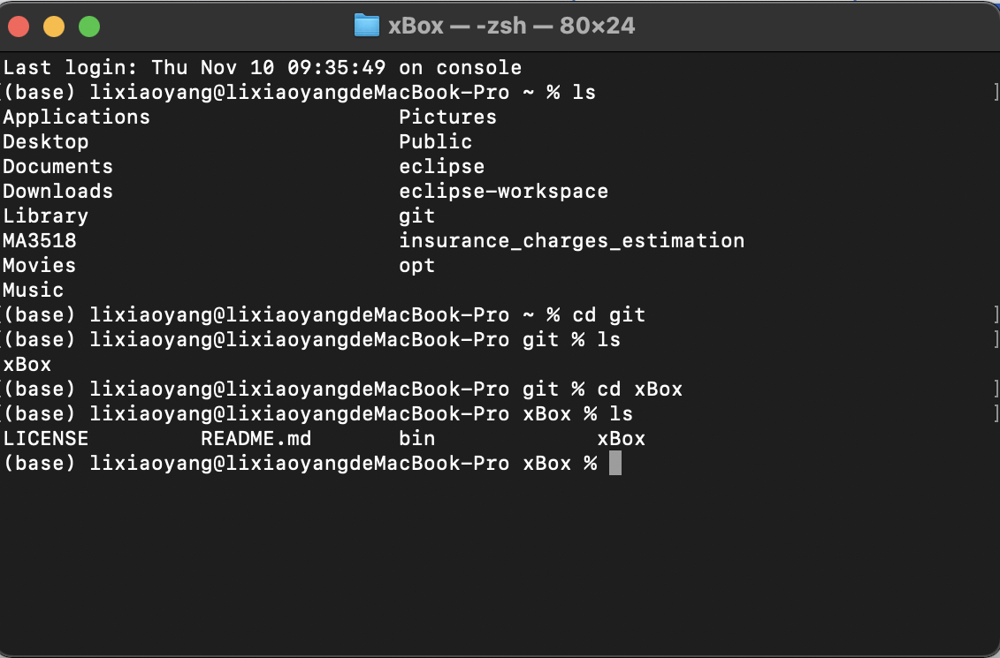 xBox — -zsh — 80×24
Last login: Thu Nov 10 09:35:49 on console
(base) lixiaoyang@lixiaoyangdeMacBook-Pro ~ % ls
Applications Pictures
Desktop Public
Documents eclipse
Downloads eclipse-workspace
Library git
MA3518 insurance_charges_estimation
Movies opt
Music
(base) lixiaoyang@lixiaoyangdeMacBook-Pro ~ % cd git
(base) lixiaoyang@lixiaoyangdeMacBook-Pro git % ls
xBox
(base) lixiaoyang@lixiaoyangdeMacBook-Pro git % cd xBox
(base) lixiaoyang@lixiaoyangdeMacBook-Pro xBox % ls
LICENSE README.md bin xBox
(base) lixiaoyang@lixiaoyangdeMacBook-Pro xBox %